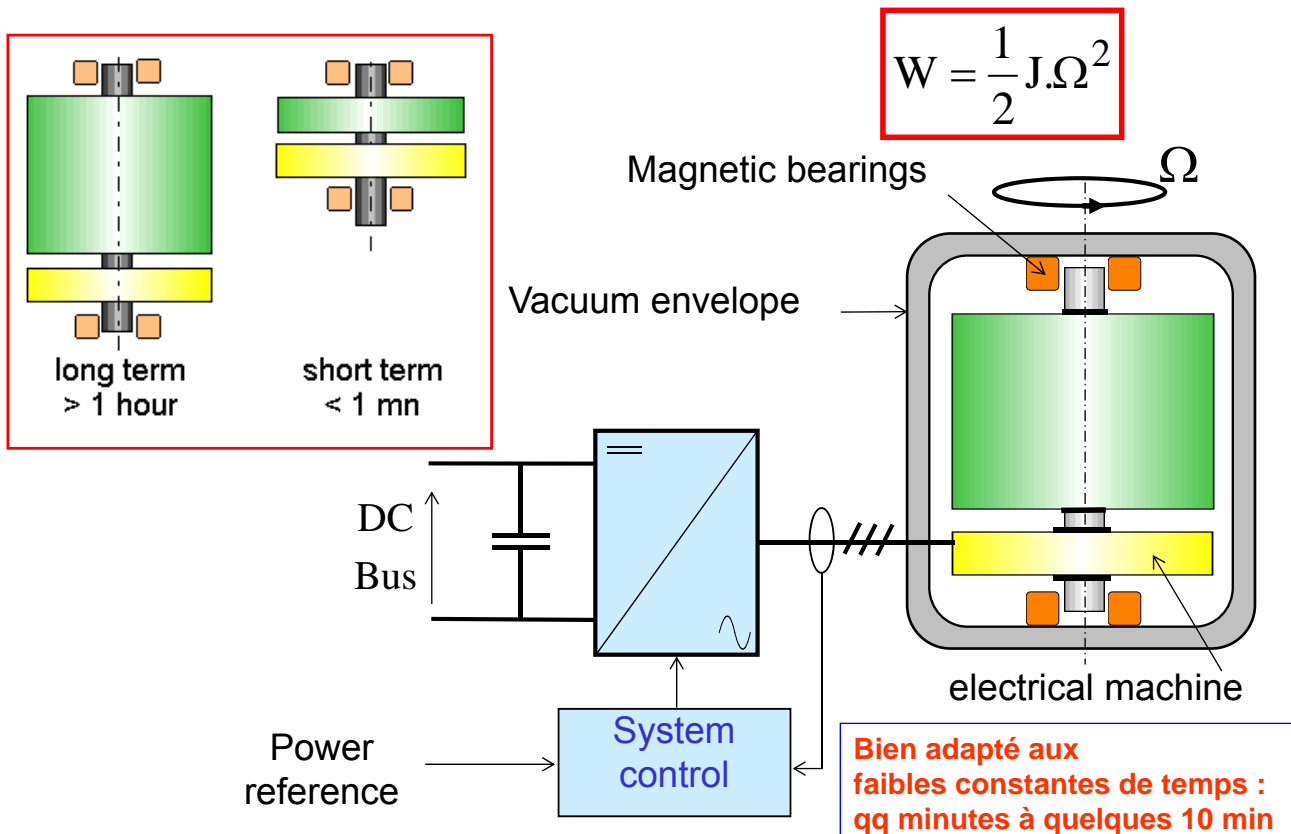 long term
> 1 hour
short term
< 1 mn
W = 1/2 J.Ω²
Magnetic bearings
Ω
Vacuum envelope
DC
Bus
electrical machine
System
control
Power
reference
Bien adapté aux
faibles constantes de temps :
qq minutes à quelques 10 min